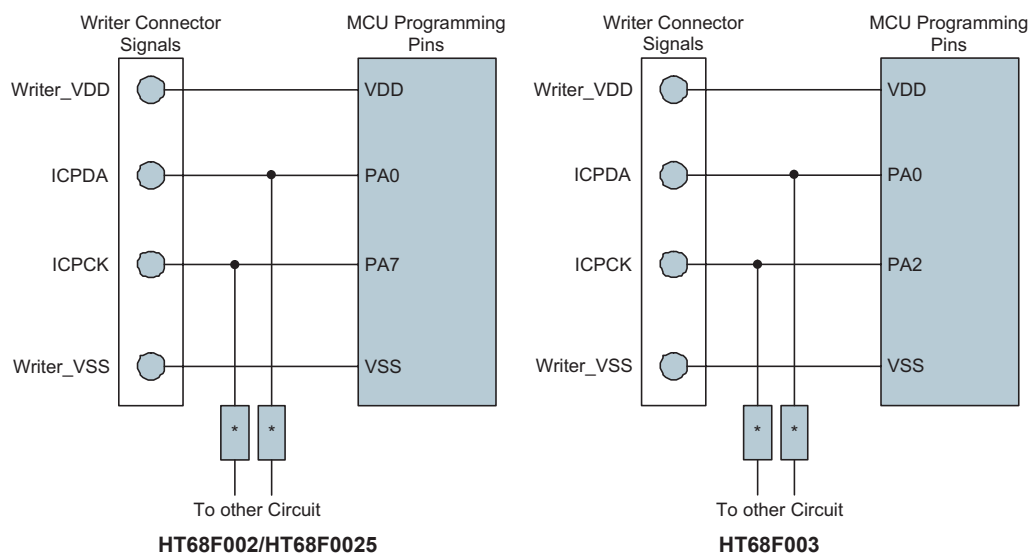 Writer Connector
Signals
MCU Programming
Pins
Writer_VDD
VDD
ICPDA
PA0
ICPCK
PA7
Writer_VSS
VSS
*
*
To other Circuit
HT68F002/HT68F0025
Writer Connector
Signals
MCU Programming
Pins
Writer_VDD
VDD
ICPDA
PA0
ICPCK
PA2
Writer_VSS
VSS
*
*
To other Circuit
HT68F003